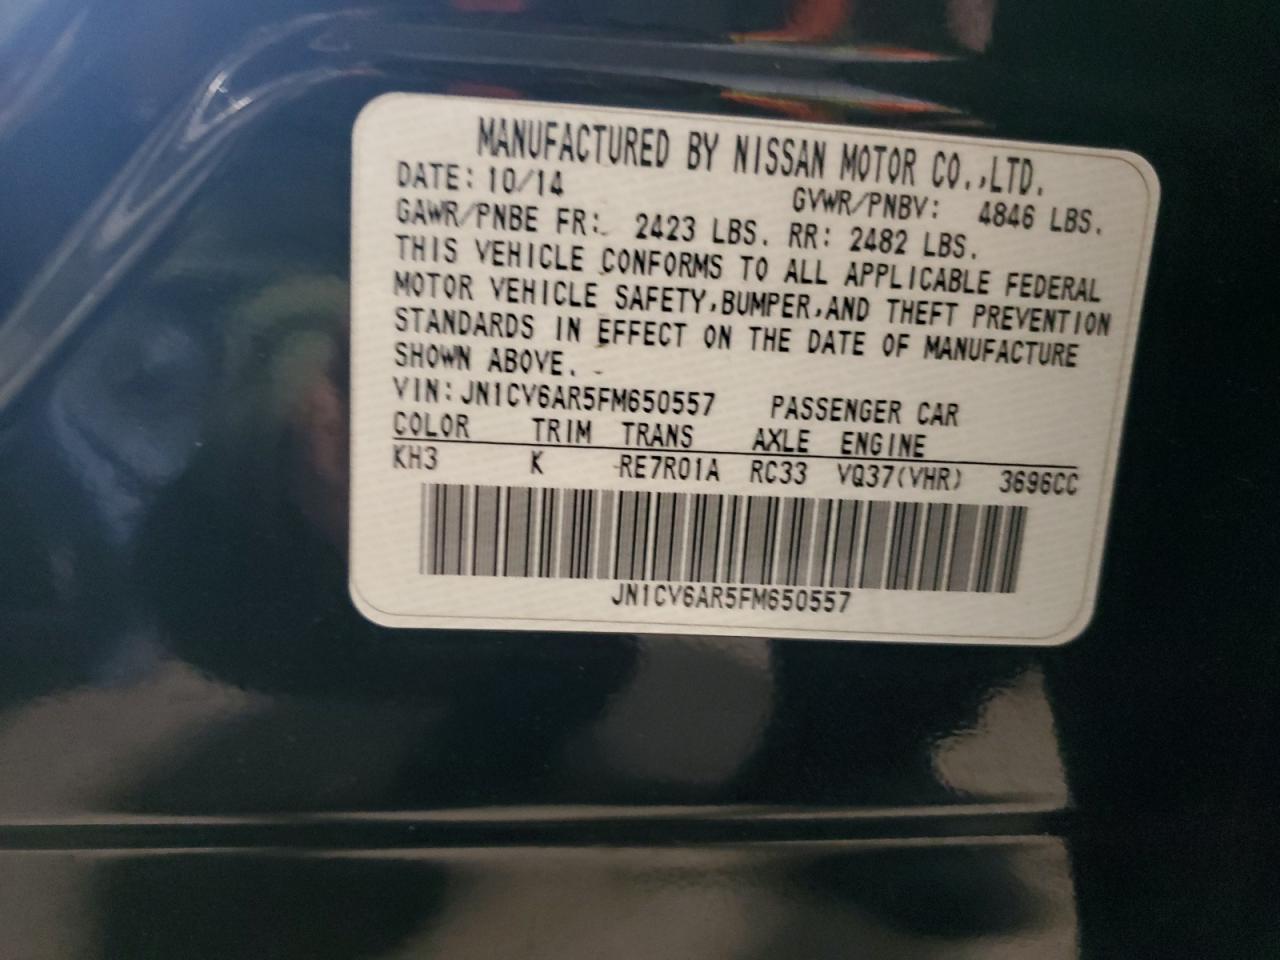 MANUFACTURED BY NISSAN MOTOR CO.,LTD.
DATE: 10/14 GVWR/PNBV: 4846 LBS.
GAWR/PNBE FR: 2423 LBS. RR: 2482 LBS.
THIS VEHICLE CONFORMS TO ALL APPLICABLE FEDERAL
MOTOR VEHICLE SAFETY,BUMPER,AND THEFT PREVENTION
STANDARDS IN EFFECT ON THE DATE OF MANUFACTURE
SHOWN ABOVE.
VIN:JN1CV6AR5FM650557 PASSENGER CAR
COLOR TRIM TRANS AXLE ENGINE
KH3 K RE7R01A RC33 VQ37(VHR) 3696CC
JN1CV6AR5FM650557